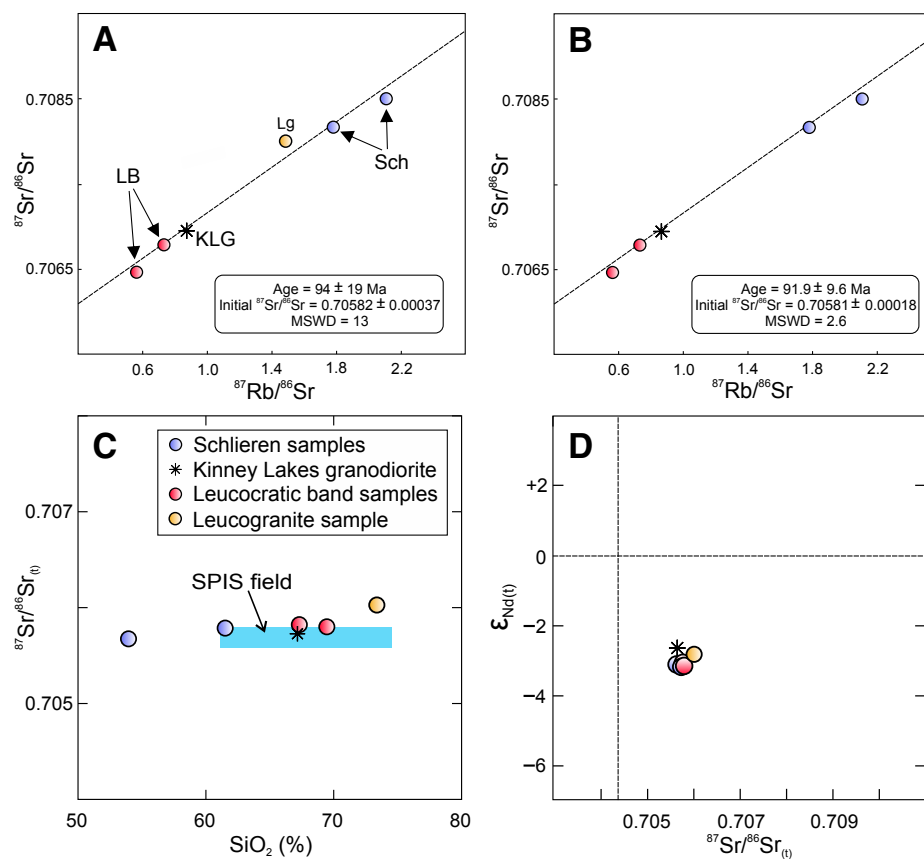 A
⁸⁷Sr/⁸⁶Sr
0.7085
0.7065
Lg
Sch
LB
KLG
Age = 94 ± 19 Ma
Initial ⁸⁷Sr/⁸⁶Sr = 0.70582 ± 0.00037
MSWD = 13
0.6 1.0 1.4 1.8 2.2
⁸⁷Rb/⁸⁶Sr
B
⁸⁷Sr/⁸⁶Sr
0.7085
0.7065
Age = 91.9 ± 9.6 Ma
Initial ⁸⁷Sr/⁸⁶Sr = 0.70581 ± 0.00018
MSWD = 2.6
0.6 1.0 1.4 1.8 2.2
⁸⁷Rb/⁸⁶Sr
C
Schlieren samples
Kinney Lakes granodiorite
Leucocratic band samples
Leucogranite sample
⁸⁷Sr/⁸⁶Sr(t)
0.707
0.705
SPIS field
50 60 70 80
SiO₂ (%)
D
εNd(t)
+2
0
−2
−4
−6
0.705 0.707 0.709
⁸⁷Sr/⁸⁶Sr(t)